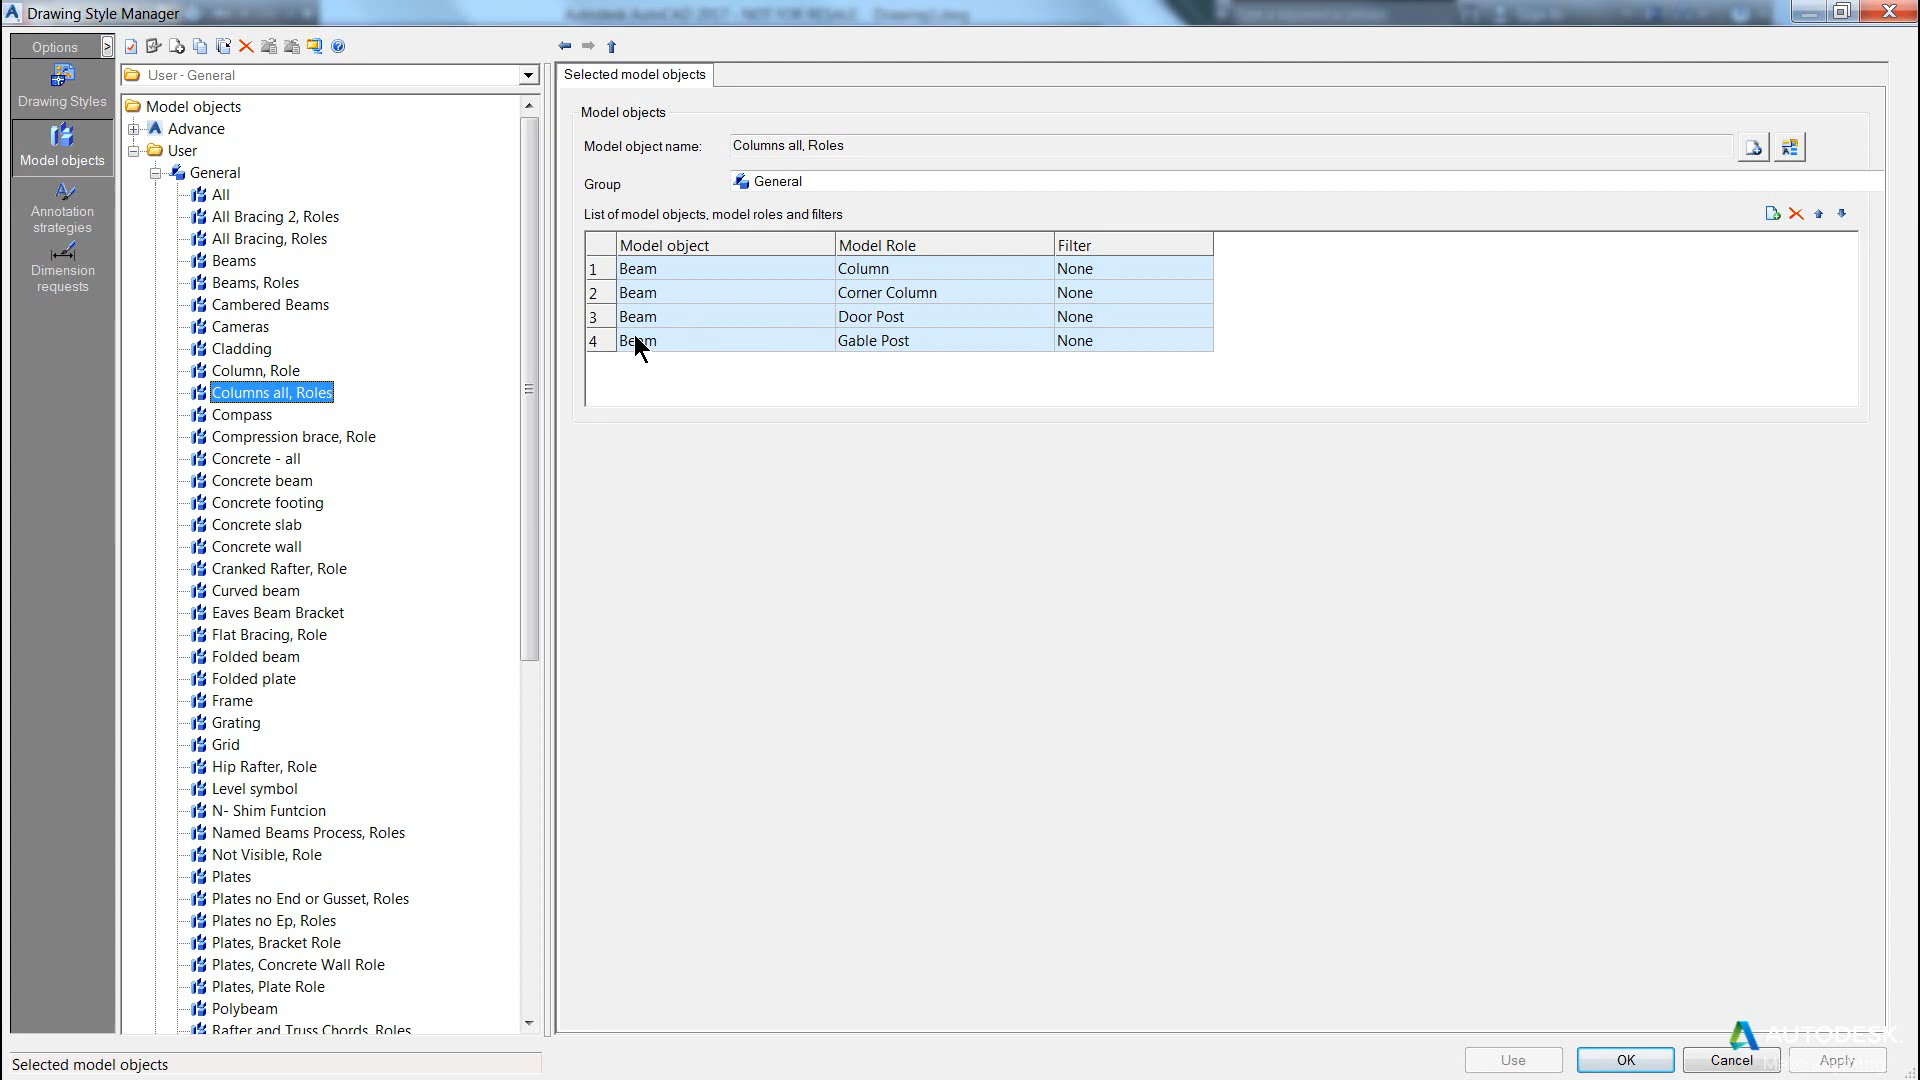 Drawing Style Manager
Options
>
Drawing Styles
Model objects
Annotation
strategies
Dimension
requests
User - General
Model objects
Advance
User
General
All
All Bracing 2, Roles
All Bracing, Roles
Beams
Beams, Roles
Cambered Beams
Cameras
Cladding
Column, Role
Columns all, Roles
Compass
Compression brace, Role
Concrete - all
Concrete beam
Concrete footing
Concrete slab
Concrete wall
Cranked Rafter, Role
Curved beam
Eaves Beam Bracket
Flat Bracing, Role
Folded beam
Folded plate
Frame
Grating
Grid
Hip Rafter, Role
Level symbol
N- Shim Funtcion
Named Beams Process, Roles
Not Visible, Role
Plates
Plates no End or Gusset, Roles
Plates no Ep, Roles
Plates, Bracket Role
Plates, Concrete Wall Role
Plates, Plate Role
Polybeam
Rafter and Truss Chords, Roles
Selected model objects
Model objects
Model object name: Columns all, Roles
Group General
List of model objects, model roles and filters
Model object Model Role Filter
1 Beam Column None
2 Beam Corner Column None
3 Beam Door Post None
4 Beam Gable Post None
AUTODESK.
Use OK Cancel Apply
Selected model objects